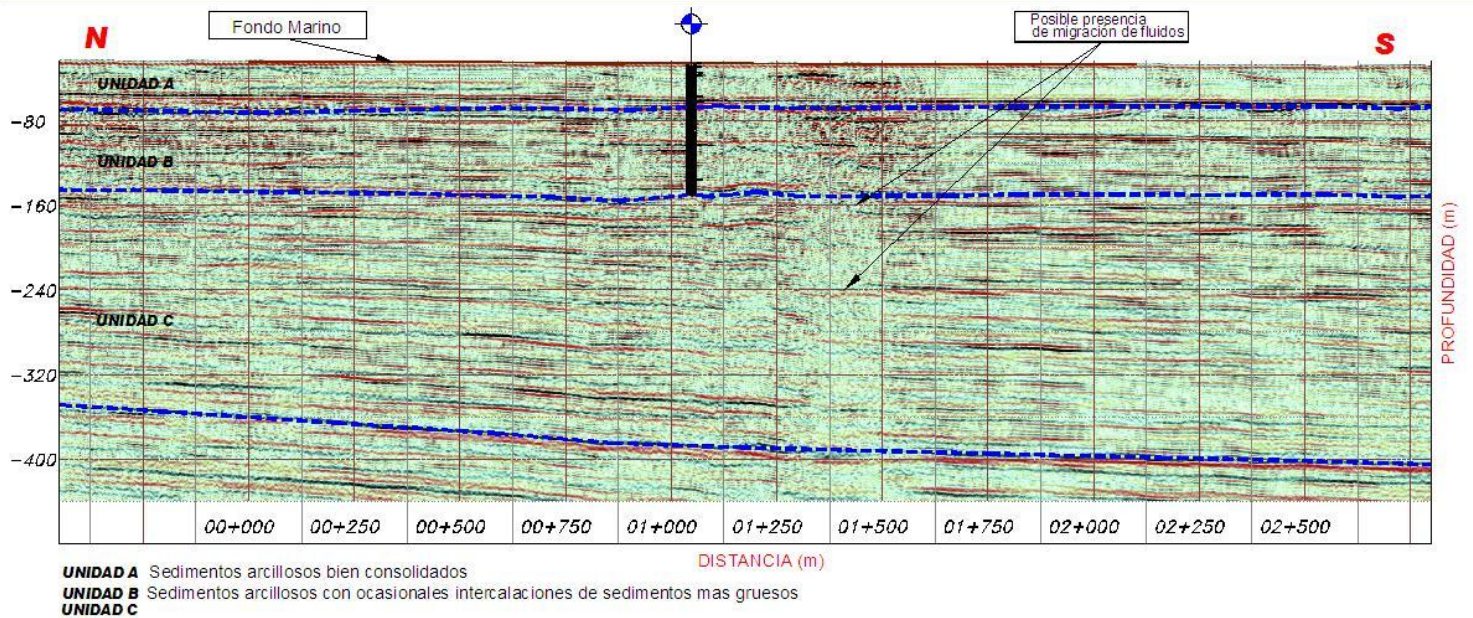 N
Fondo Marino
Posible presencia
de migración de fluidos
S
UNIDAD A
-80
UNIDAD B
-160
-240
UNIDAD C
-320
-400
PROFUNDIDAD (m)
00+000 00+250 00+500 00+750 01+000 01+250 01+500 01+750 02+000 02+250 02+500
DISTANCIA (m)
UNIDAD A Sedimentos arcillosos bien consolidados
UNIDAD B Sedimentos arcillosos con ocasionales intercalaciones de sedimentos mas gruesos
UNIDAD C